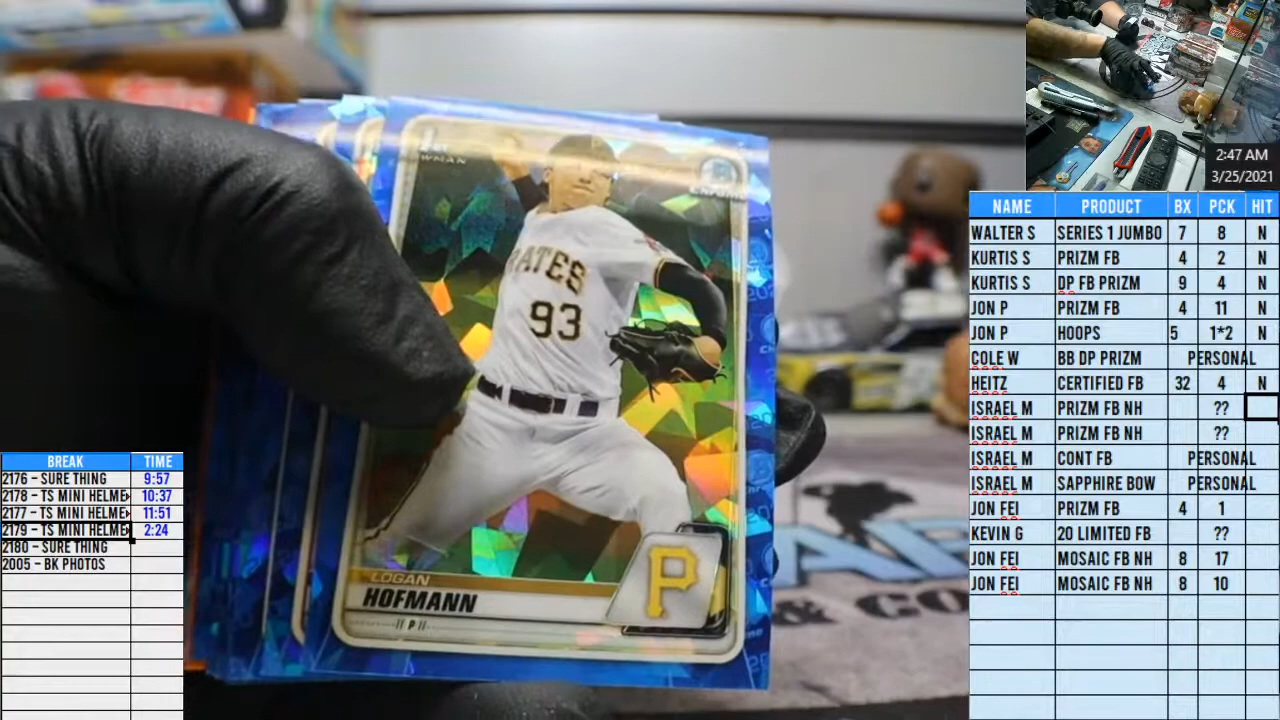 WMAN
PIRATES
93
LOGAN
HOFMANN
P
P
& CO
2:47 AM
3/25/2021
NAME PRODUCT BX PCK HIT
WALTER S SERIES 1 JUMBO 7 8 N
KURTIS S PRIZM FB 4 2 N
KURTIS S DP FB PRIZM 9 4 N
JON P PRIZM FB 4 11 N
JON P HOOPS 5 1*2 N
COLE W BB DP PRIZM PERSONAL
HEITZ CERTIFIED FB 32 4 N
ISRAEL M PRIZM FB NH ??
ISRAEL M PRIZM FB NH ??
ISRAEL M CONT FB PERSONAL
ISRAEL M SAPPHIRE BOW PERSONAL
JON FEI PRIZM FB 4 1
KEVIN G 20 LIMITED FB ??
JON FEI MOSAIC FB NH 8 17
JON FEI MOSAIC FB NH 8 10
BREAK TIME
2176 - SURE THING 9:57
2178 - TS MINI HELME 10:37
2177 - TS MINI HELME 11:51
2179 - TS MINI HELME 2:24
2180 - SURE THING
2005 - BK PHOTOS